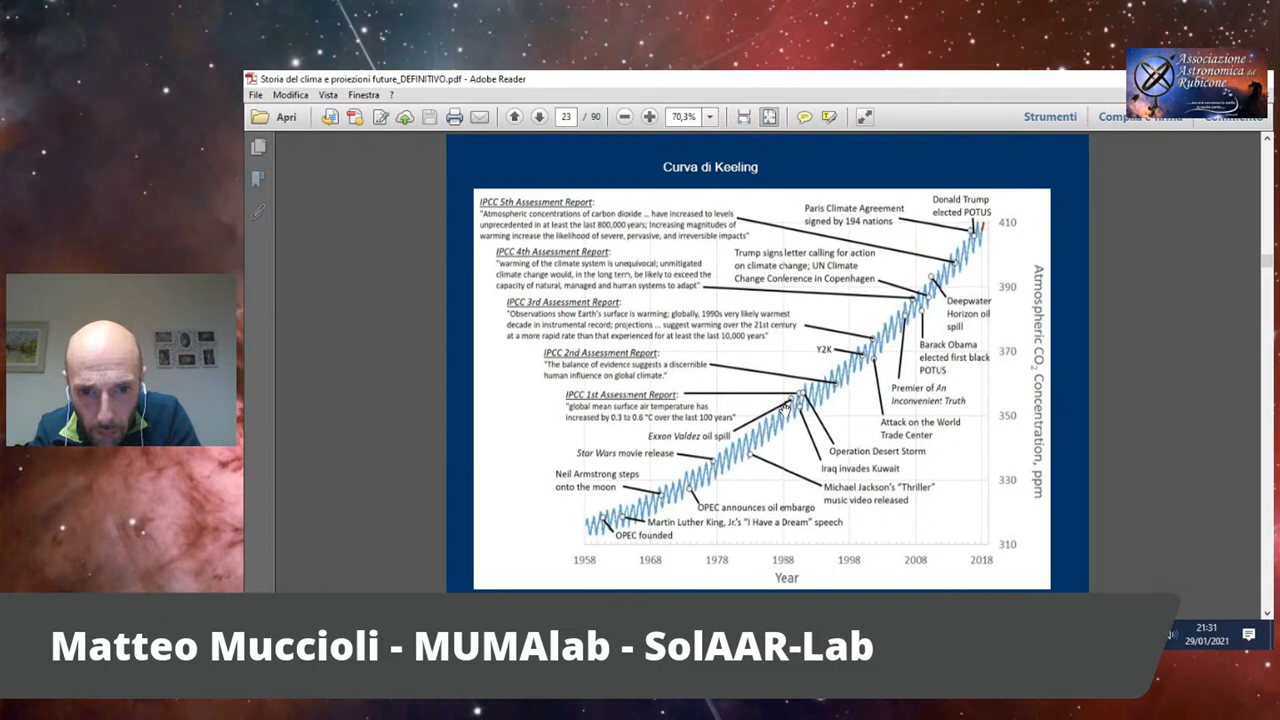 Associazione
Astronomica del
Rubicone
Storia del clima e proiezioni future_DEFINITIVO.pdf - Adobe Reader
File Modifica Vista Finestra ?
Apri 23 / 90 70,3% Strumenti
Curva di Keeling
IPCC 5th Assessment Report:
"Atmospheric concentrations of carbon dioxide ... have increased to levels
unprecedented in at least the last 800,000 years; Increasing magnitudes of
warming increase the likelihood of severe, pervasive, and irreversible impacts"
Paris Climate Agreement
signed by 194 nations
Donald Trump
elected POTUS
IPCC 4th Assessment Report:
"warming of the climate system is unequivocal; unmitigated
climate change would, in the long term, be likely to exceed the
capacity of natural, managed and human systems to adapt"
Trump signs letter calling for action
on climate change; UN Climate
Change Conference in Copenhagen
IPCC 3rd Assessment Report:
"Observations show Earth's surface is warming; globally, 1990s very likely warmest
decade in instrumental record; projections ... suggest warming over the 21st century
at a more rapid rate than that experienced for at least the last 10,000 years"
Deepwater
Horizon oil
spill
Y2K
Barack Obama
elected first black
POTUS
IPCC 2nd Assessment Report:
"The balance of evidence suggests a discernible
human influence on global climate."
Premier of An
Inconvenient Truth
IPCC 1st Assessment Report:
"global mean surface air temperature has
increased by 0.3 to 0.6 °C over the last 100 years"
Attack on the World
Trade Center
Exxon Valdez oil spill
Operation Desert Storm
Star Wars movie release
Iraq invades Kuwait
Neil Armstrong steps
onto the moon
Michael Jackson's "Thriller"
music video released
OPEC announces oil embargo
Martin Luther King, Jr.'s "I Have a Dream" speech
OPEC founded
410
390
370
350
330
310
Atmospheric CO2 Concentration, ppm
1958 1968 1978 1988 1998 2008 2018
Year
21:31
29/01/2021
Matteo Muccioli - MUMAlab - SolAAR-Lab